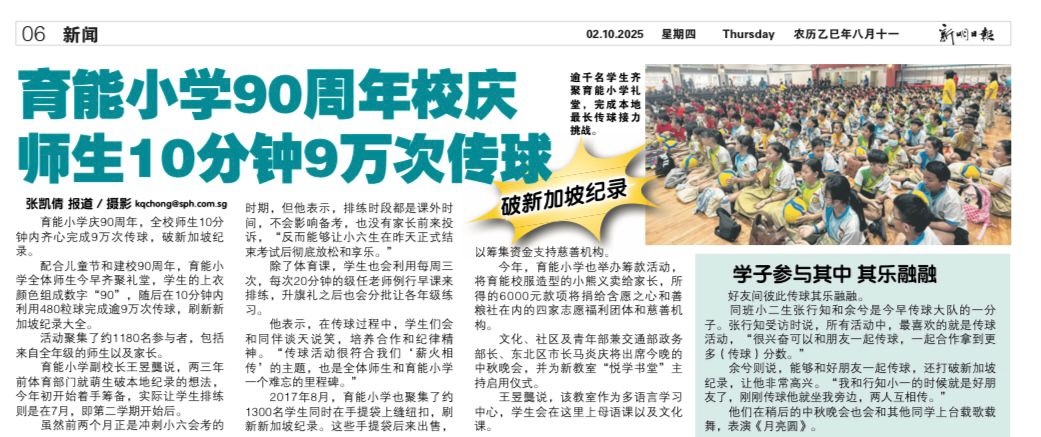 06 新闻
02.10.2025 星期四 Thursday 农历乙巳年八月十一
新明日报
育能小学90周年校庆
师生10分钟9万次传球
破新加坡纪录
逾千名学生齐
聚育能小学礼
堂，完成本地
最长传球接力
挑战。
张凯倩 报道 / 摄影 kqchong@sph.com.sg
育能小学庆90周年，全校师生10分
钟内齐心完成9万次传球，破新加坡纪
录。
配合儿童节和建校90周年，育能小
学全体师生今早齐聚礼堂，学生的上衣
颜色组成数字“90”，随后在10分钟内
利用480粒球完成逾9万次传球，刷新新
加坡纪录大全。
活动聚集了约1180名参与者，包括
来自全年级的师生以及家长。
育能小学副校长王昱龑说，两三年
前体育部门就萌生破本地纪录的想法，
今年初开始着手筹备，实际让学生排练
则是在7月，即第二学期开始后。
虽然前两个月正是冲刺小六会考的
时期，但他表示，排练时段都是课外时
间，不会影响备考，也没有家长前来投
诉，“反而能够让小六生在昨天正式结
束考试后彻底放松和享乐。”
除了体育课，学生也会利用每周三
次，每次20分钟的级任老师例行早课来
排练，升旗礼之后也会分批让各年级练
习。
他表示，在传球过程中，学生们会
和同伴谈天说笑，培养合作和纪律精
神。“传球活动很符合我们‘薪火相
传’的主题，也是全体师生和育能小学
一个难忘的里程碑。”
2017年8月，育能小学也聚集了约
1300名学生同时在手提袋上缝纽扣，刷
新新加坡纪录。这些手提袋后来出售，
以筹集资金支持慈善机构。
今年，育能小学也举办筹款活动，
将育能校服造型的小熊义卖给家长，所
得的6000元款项将捐给含愿之心和善
粮社在内的四家志愿福利团体和慈善机
构。
文化、社区及青年部兼交通部政务
部长、东北区市长马炎庆将出席今晚的
中秋晚会，并为新教室“悦学书堂”主
持启用仪式。
王昱龑说，该教室作为多语言学习
中心，学生会在这里上母语课以及文化
课。
学子参与其中 其乐融融
好友间彼此传球其乐融融。
同班小二生张行知和余兮是今早传球大队的一分
子。张行知受访时说，所有活动中，最喜欢的就是传球
活动，“很兴奋可以和朋友一起传球，一起合作拿到更
多（传球）分数。”
余兮则说，能够和好朋友一起传球，还打破新加坡
纪录，让他非常高兴。“我和行知小一的时候就是好朋
友了，刚刚传球他就坐我旁边，两人互相传。”
他们在稍后的中秋晚会也会和其他同学上台载歌载
舞，表演《月亮圆》。